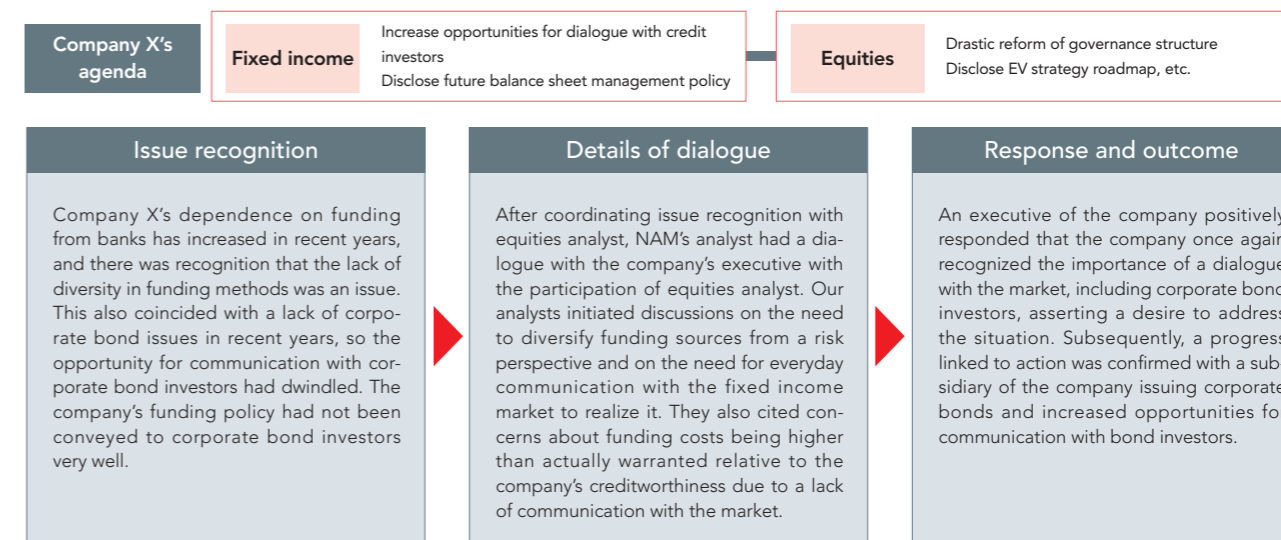 Company X’s
agenda
Fixed income
Increase opportunities for dialogue with credit
investors
Disclose future balance sheet management policy
Equities
Drastic reform of governance structure
Disclose EV strategy roadmap, etc.
Issue recognition
Company X’s dependence on funding
from banks has increased in recent years,
and there was recognition that the lack of
diversity in funding methods was an issue.
This also coincided with a lack of corpo-
rate bond issues in recent years, so the
opportunity for communication with cor-
porate bond investors had dwindled. The
company’s funding policy had not been
conveyed to corporate bond investors
very well.
Details of dialogue
After coordinating issue recognition with
equities analyst, NAM’s analyst had a dia-
logue with the company’s executive with
the participation of equities analyst. Our
analysts initiated discussions on the need
to diversify funding sources from a risk
perspective and on the need for everyday
communication with the fixed income
market to realize it. They also cited con-
cerns about funding costs being higher
than actually warranted relative to the
company’s creditworthiness due to a lack
of communication with the market.
Response and outcome
An executive of the company positively
responded that the company once again
recognized the importance of a dialogue
with the market, including corporate bond
investors, asserting a desire to address
the situation. Subsequently, a progress
linked to action was confirmed with a sub-
sidiary of the company issuing corporate
bonds and increased opportunities for
communication with bond investors.